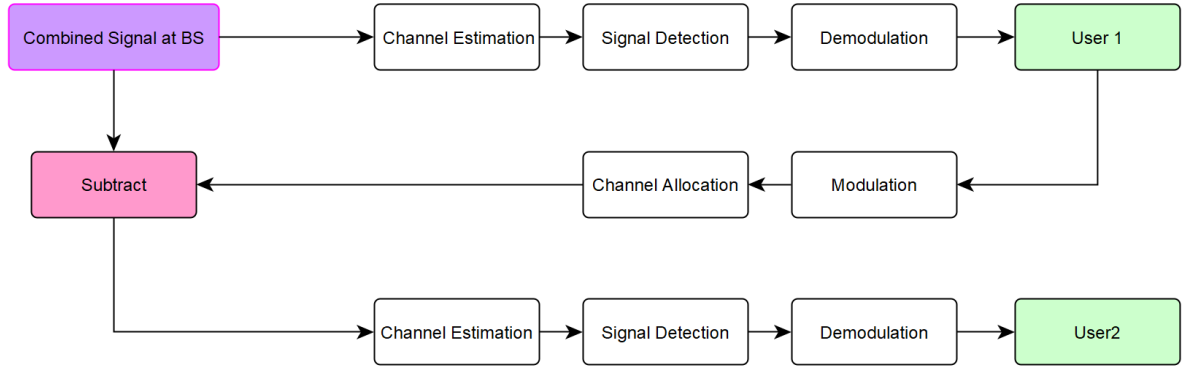 Combined Signal at BS
Channel Estimation
Signal Detection
Demodulation
User 1
Subtract
Channel Allocation
Modulation
Channel Estimation
Signal Detection
Demodulation
User2